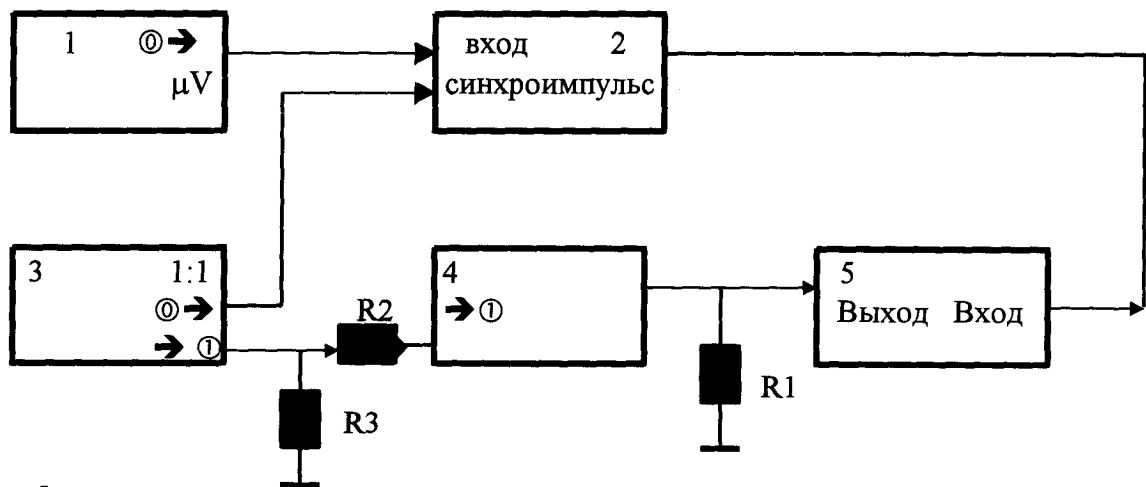 1 ⓪ ➔
µV
вход 2
синхроимпульс
3 1:1
⓪ ➔
➔ ①
R2
R3
4
➔ ①
R1
5
Выход Вход